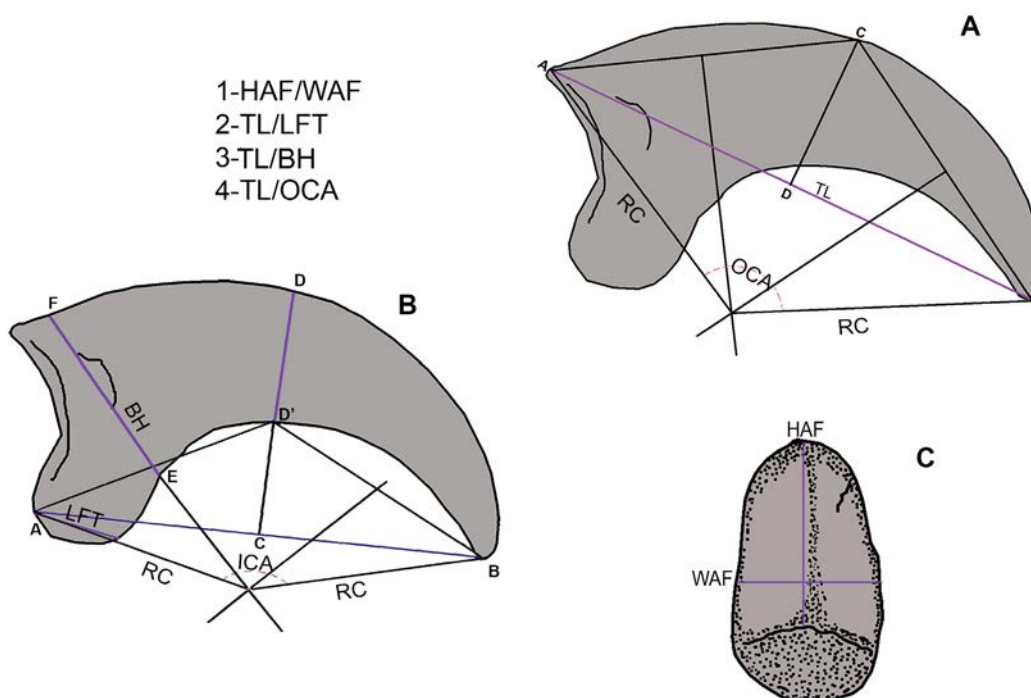 1-HAF/WAF
2-TL/LFT
3-TL/BH
4-TL/OCA
A
A
C
D
TL
RC
OCA
RC
B
F
D
BH
D'
E
A
LFT
C
B
ICA
RC
RC
C
HAF
WAF